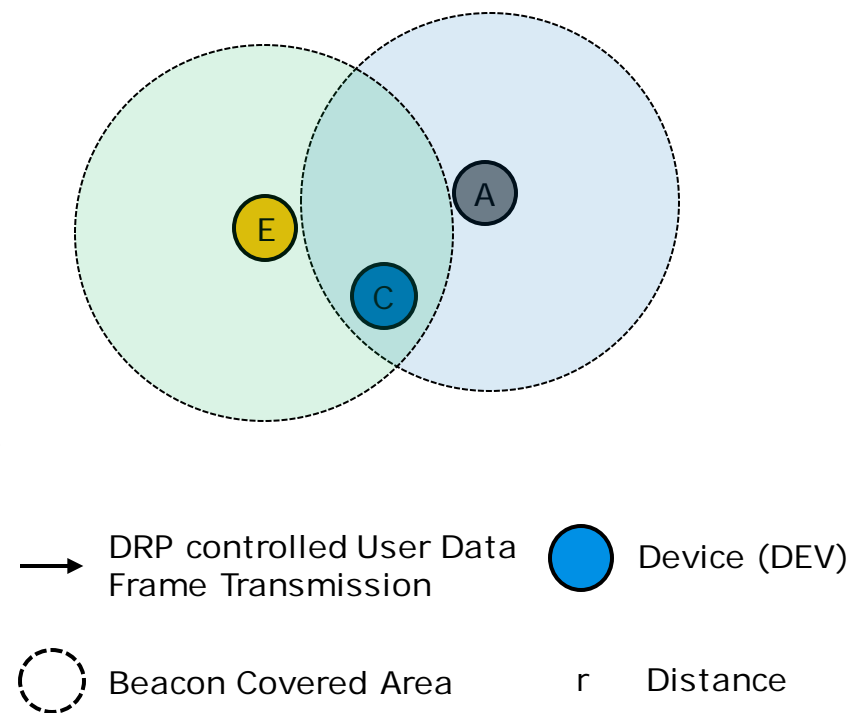 A
E
C
DRP controlled User Data
Frame Transmission
Device (DEV)
Beacon Covered Area
r Distance